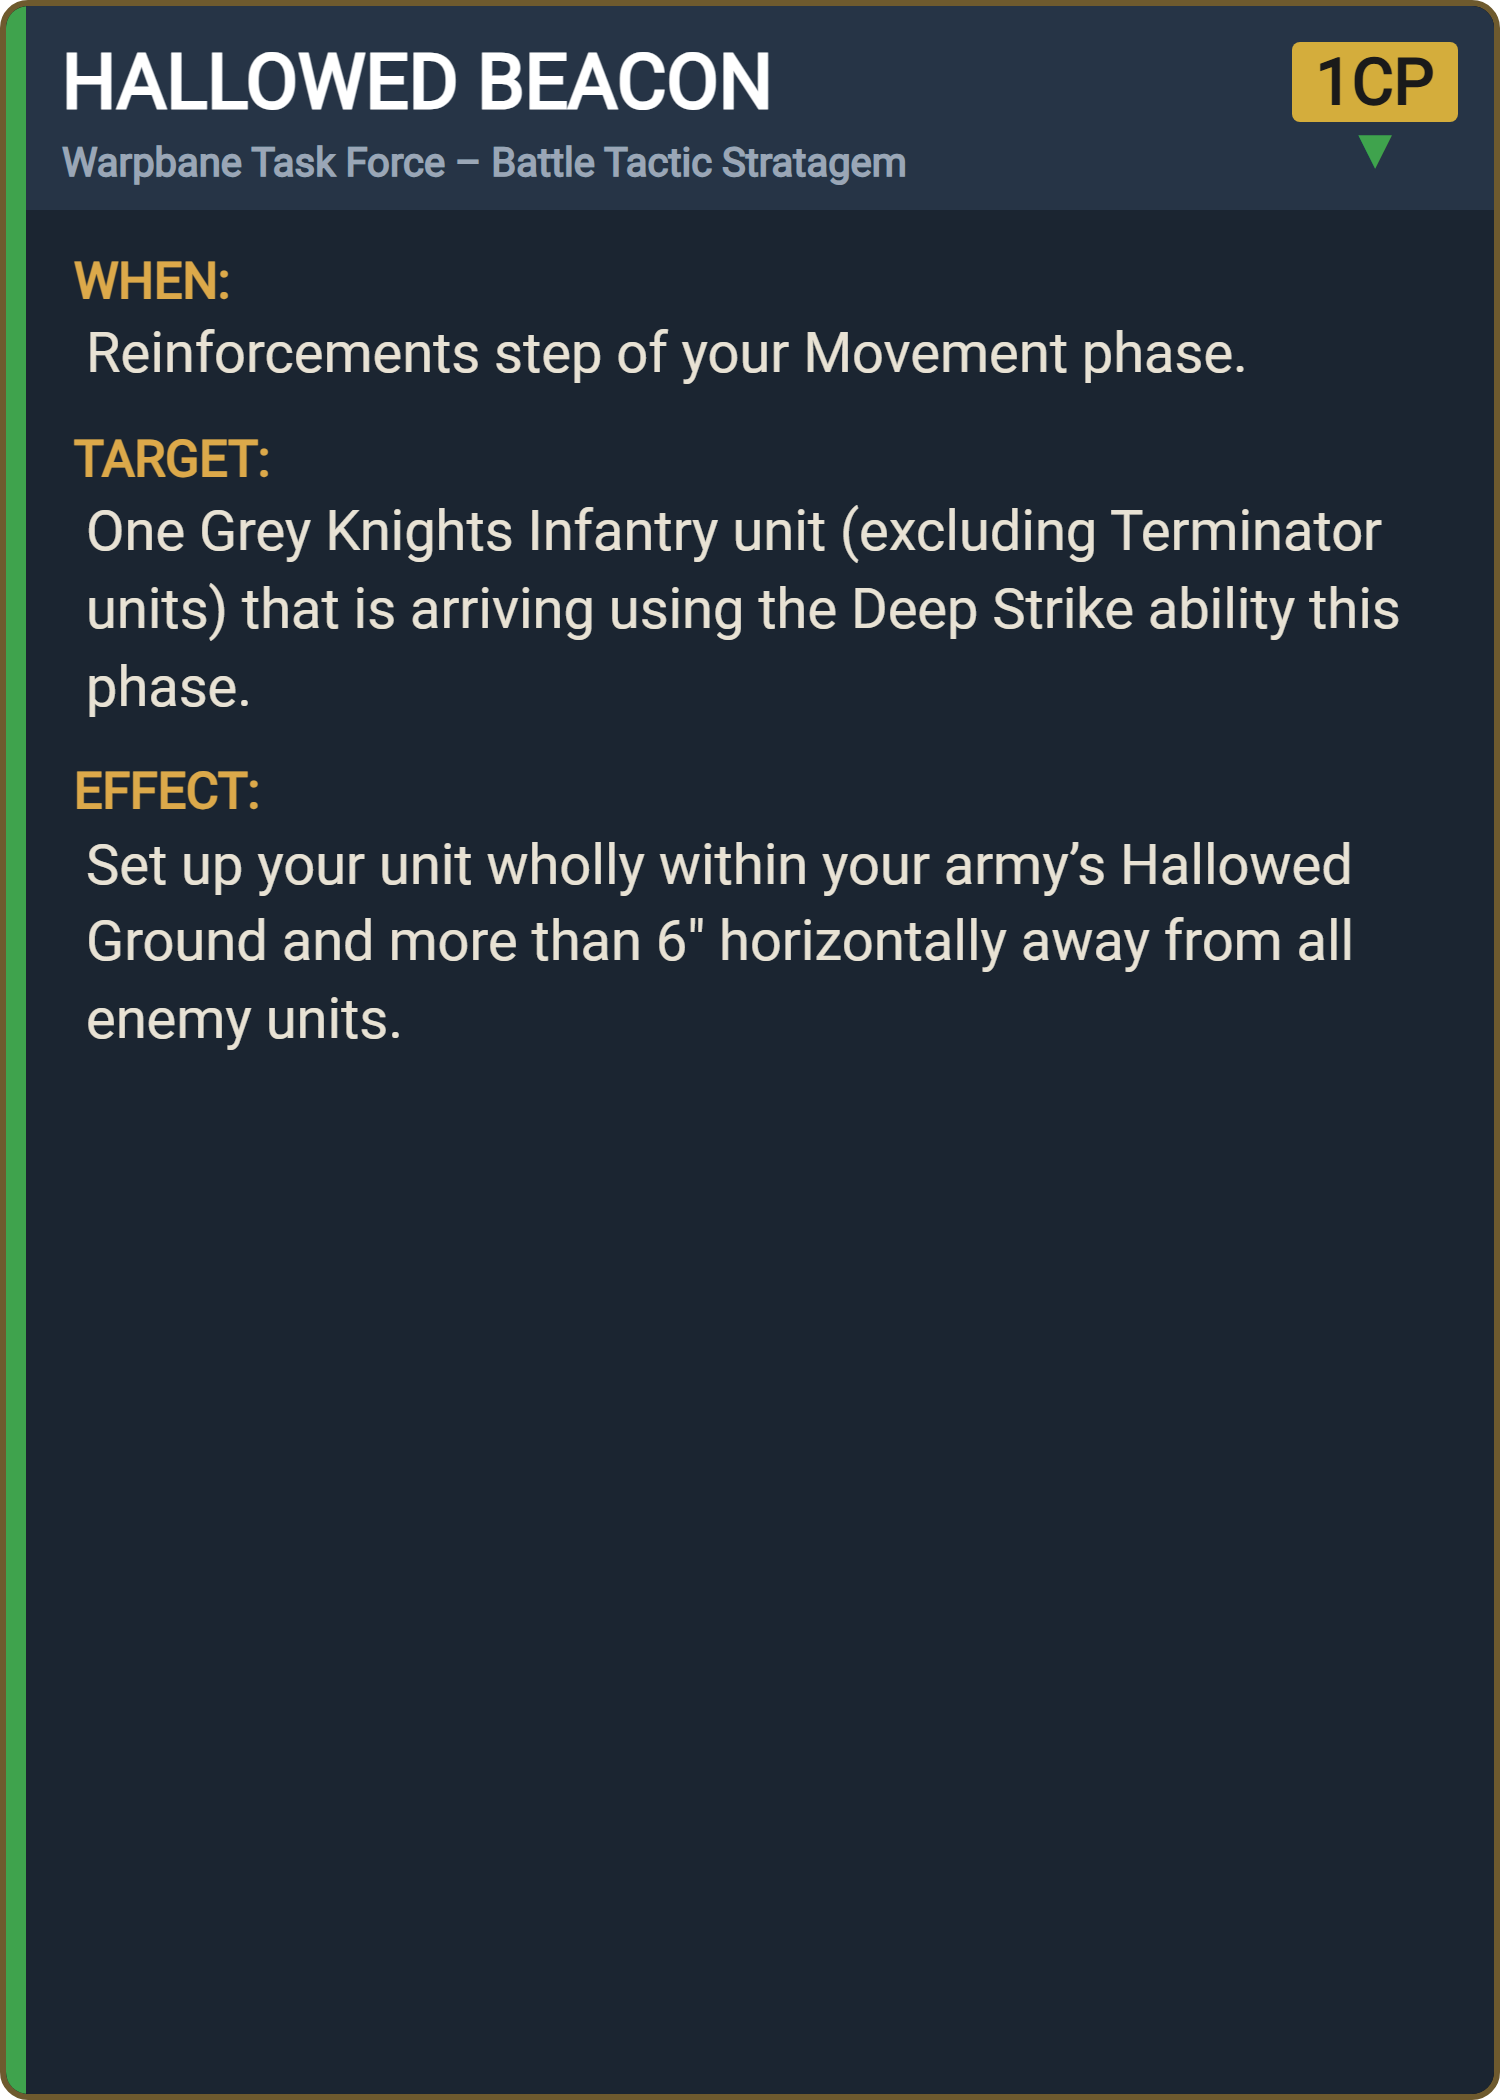 HALLOWED BEACON
1CP
Warpbane Task Force – Battle Tactic Stratagem
WHEN:
Reinforcements step of your Movement phase.
TARGET:
One Grey Knights Infantry unit (excluding Terminator
units) that is arriving using the Deep Strike ability this
phase.
EFFECT:
Set up your unit wholly within your army’s Hallowed
Ground and more than 6" horizontally away from all
enemy units.